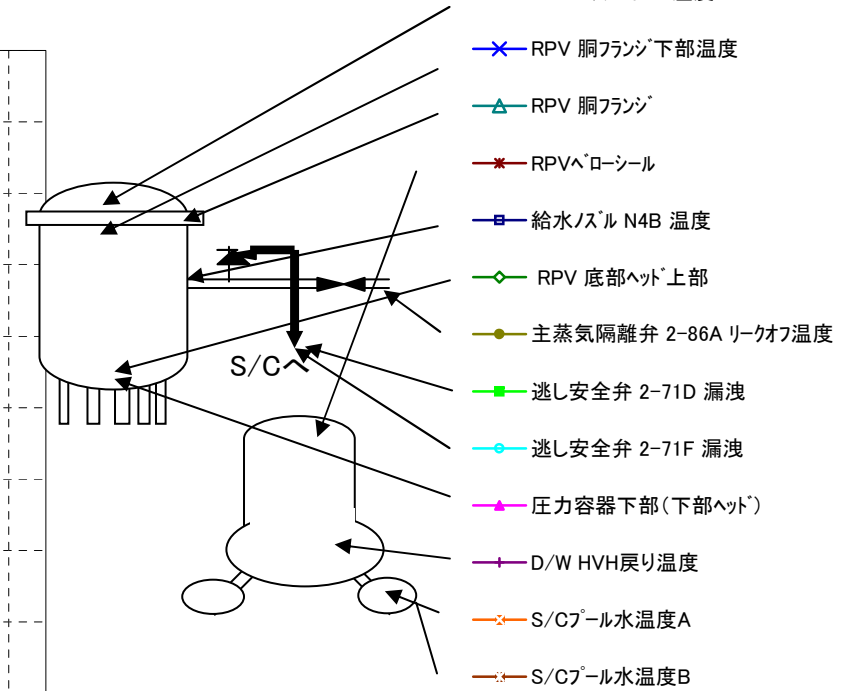 RPV 胴フランジ下部温度
RPV 胴フランジ
RPVベローシール
給水ノズル N4B 温度
RPV 底部ヘッド上部
主蒸気隔離弁 2-86A リークオフ温度
S/Cへ
逃し安全弁 2-71D 漏洩
逃し安全弁 2-71F 漏洩
圧力容器下部(下部ヘッド)
D/W HVH戻り温度
S/Cプール水温度A
S/Cプール水温度B